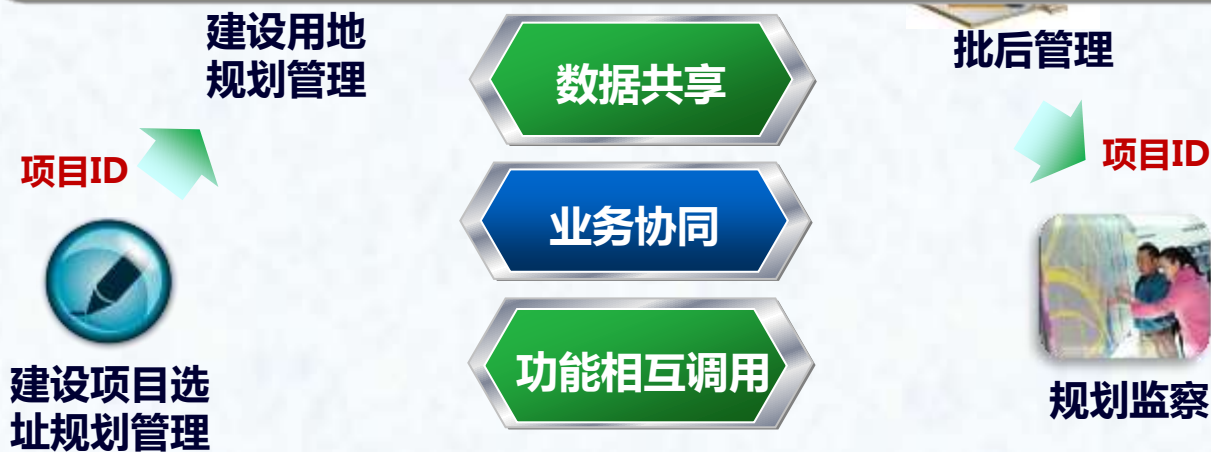 建设用地
规划管理
数据共享
批后管理
项目ID
项目ID
业务协同
功能相互调用
建设项目选
址规划管理
规划监察